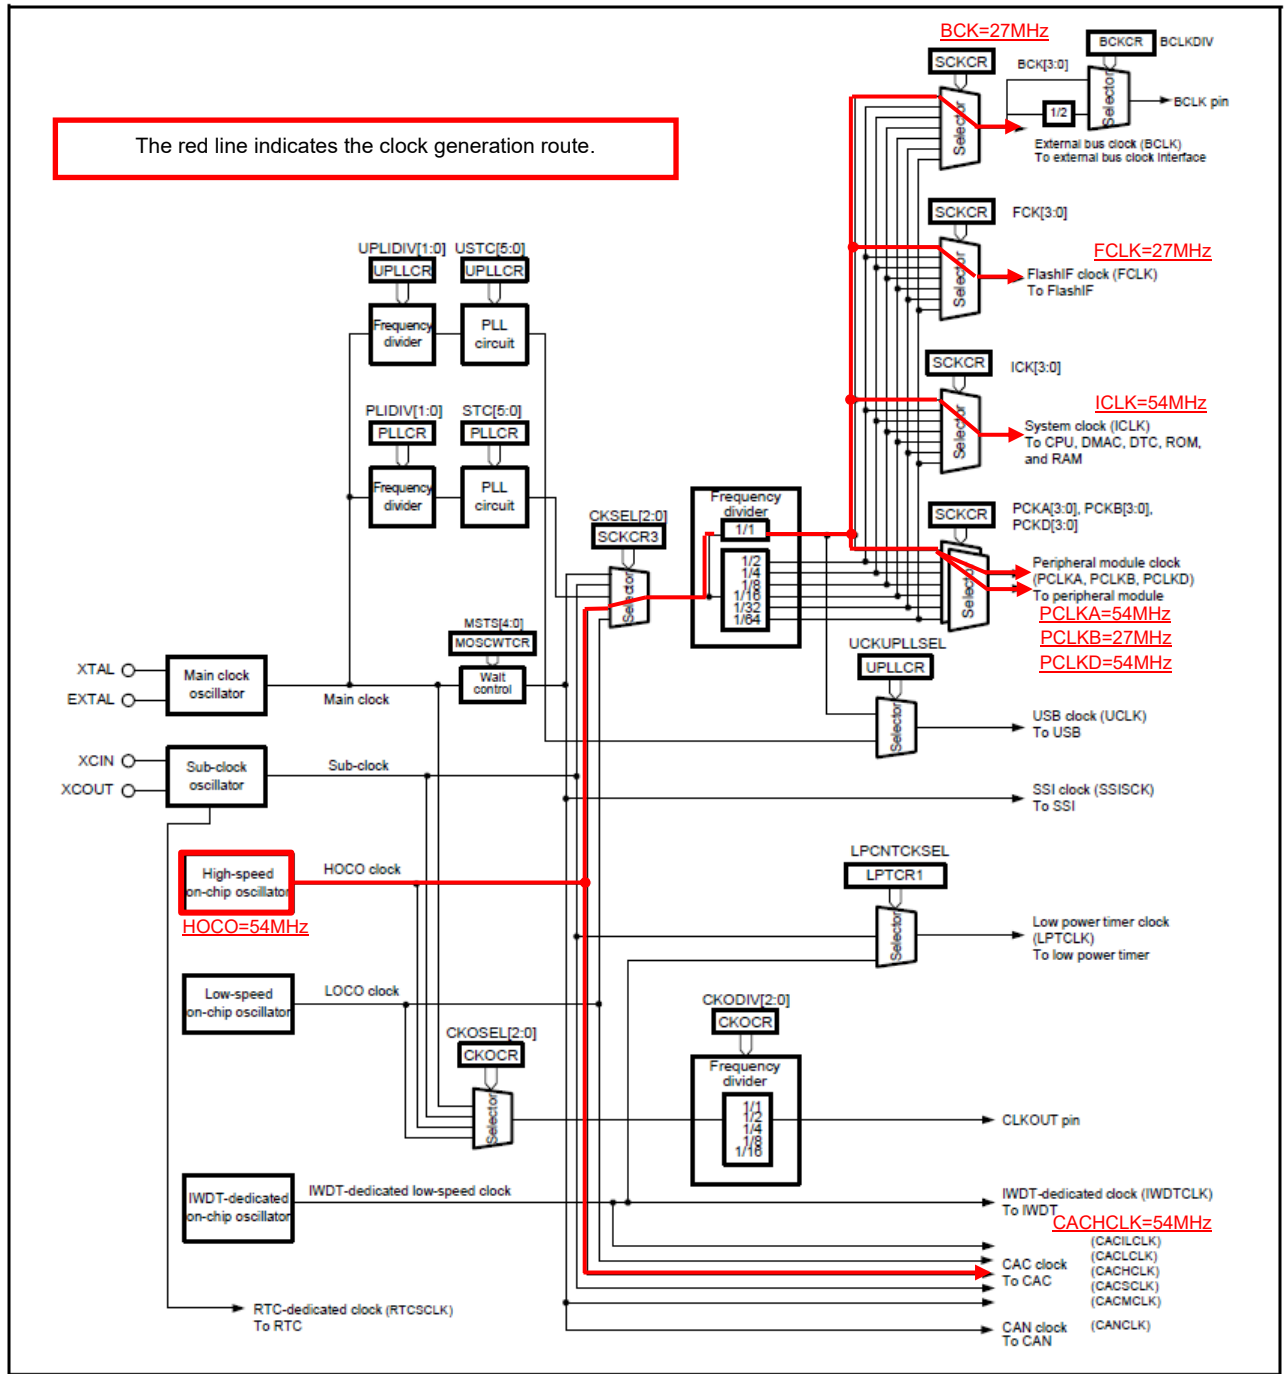 BCK=27MHz
BCKCR
BCLKDIV
SCKCR
BCK[3:0]
Selector
Selector
1/2
BCLK pin
External bus clock (BCLK)
To external bus clock interface
The red line indicates the clock generation route.
SCKCR
FCK[3:0]
FCLK=27MHz
Selector
FlashIF clock (FCLK)
To FlashIF
UPLIDIV[1:0]
USTC[5:0]
UPLLCR
UPLLCR
Frequency
divider
PLL
circuit
SCKCR
ICK[3:0]
ICLK=54MHz
Selector
System clock (ICLK)
To CPU, DMAC, DTC, ROM,
and RAM
PLIDIV[1:0]
STC[5:0]
PLLCR
PLLCR
Frequency
divider
PLL
circuit
CKSEL[2:0]
SCKCR3
Selector
Frequency
divider
1/1
1/2
1/4
1/8
1/16
1/32
1/64
SCKCR
PCKA[3:0], PCKB[3:0],
PCKD[3:0]
Selector
Peripheral module clock
(PCLKA, PCLKB, PCLKD)
To peripheral module
PCLKA=54MHz
PCLKB=27MHz
PCLKD=54MHz
MSTS[4:0]
MOSCWTCR
Wait
control
UCKUPLLSEL
UPLLCR
Selector
USB clock (UCLK)
To USB
XTAL
EXTAL
Main clock
oscillator
Main clock
XCIN
XCOUT
Sub-clock
oscillator
Sub-clock
SSI clock (SSISCK)
To SSI
High-speed
on-chip oscillator
HOCO clock
HOCO=54MHz
LPCNTCKSEL
LPTCR1
Selector
Low power timer clock
(LPTCLK)
To low power timer
Low-speed
on-chip oscillator
LOCO clock
CKOSEL[2:0]
CKOCR
Selector
CKODIV[2:0]
CKOCR
Frequency
divider
1/1
1/2
1/4
1/8
1/16
CLKOUT pin
IWDT-dedicated
on-chip oscillator
IWDT-dedicated low-speed clock
IWDT-dedicated clock (IWDTCLK)
To IWDT
CACHCLK=54MHz
(CACILCLK)
(CACLCLK)
CAC clock
To CAC
(CACHCLK)
(CACSCLK)
(CACMCLK)
RTC-dedicated clock (RTCSCLK)
To RTC
CAN clock
To CAN
(CANCLK)